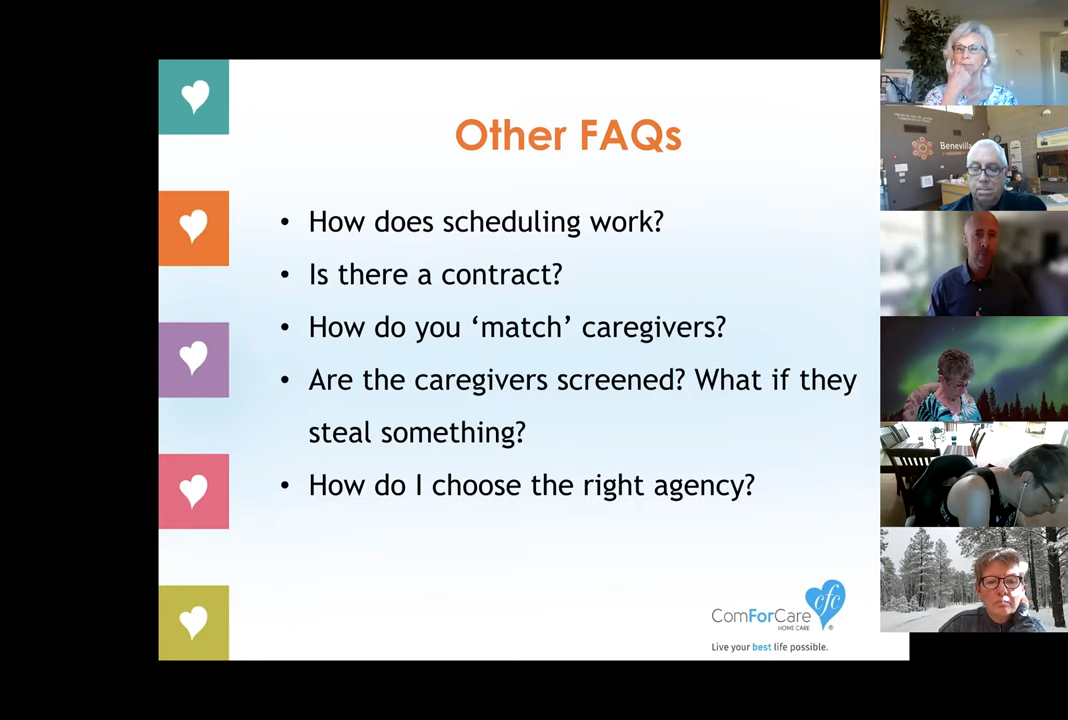 Other FAQs
• How does scheduling work?
• Is there a contract?
• How do you ‘match’ caregivers?
• Are the caregivers screened? What if they
steal something?
• How do I choose the right agency?
cfc
ComForCare
HOME CARE
®
Live your best life possible.
Benevilla